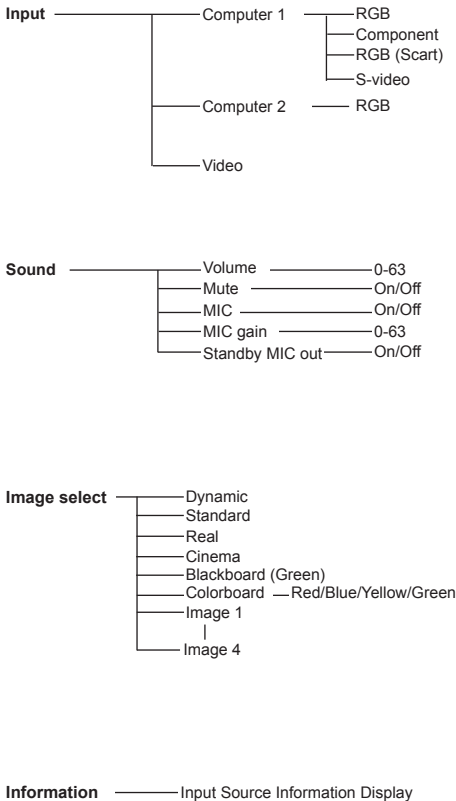 Input Computer 1 RGB
Component
RGB (Scart)
S-video
Computer 2 RGB
Video
Sound Volume 0-63
Mute On/Off
MIC On/Off
MIC gain 0-63
Standby MIC out On/Off
Image select Dynamic
Standard
Real
Cinema
Blackboard (Green)
Colorboard Red/Blue/Yellow/Green
Image 1
Image 4
Information Input Source Information Display